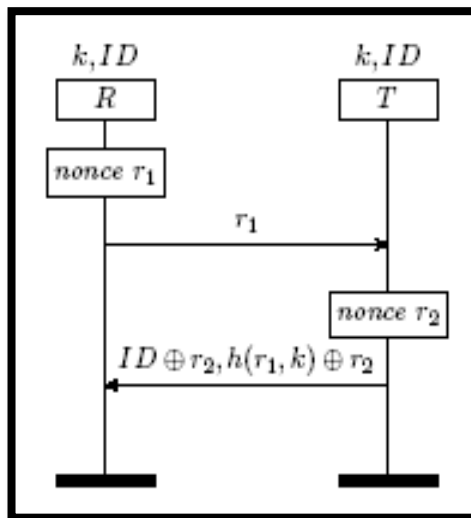 k, ID k, ID
R T
nonce r₁
r₁
nonce r₂
ID ⊕ r₂, h(r₁, k) ⊕ r₂